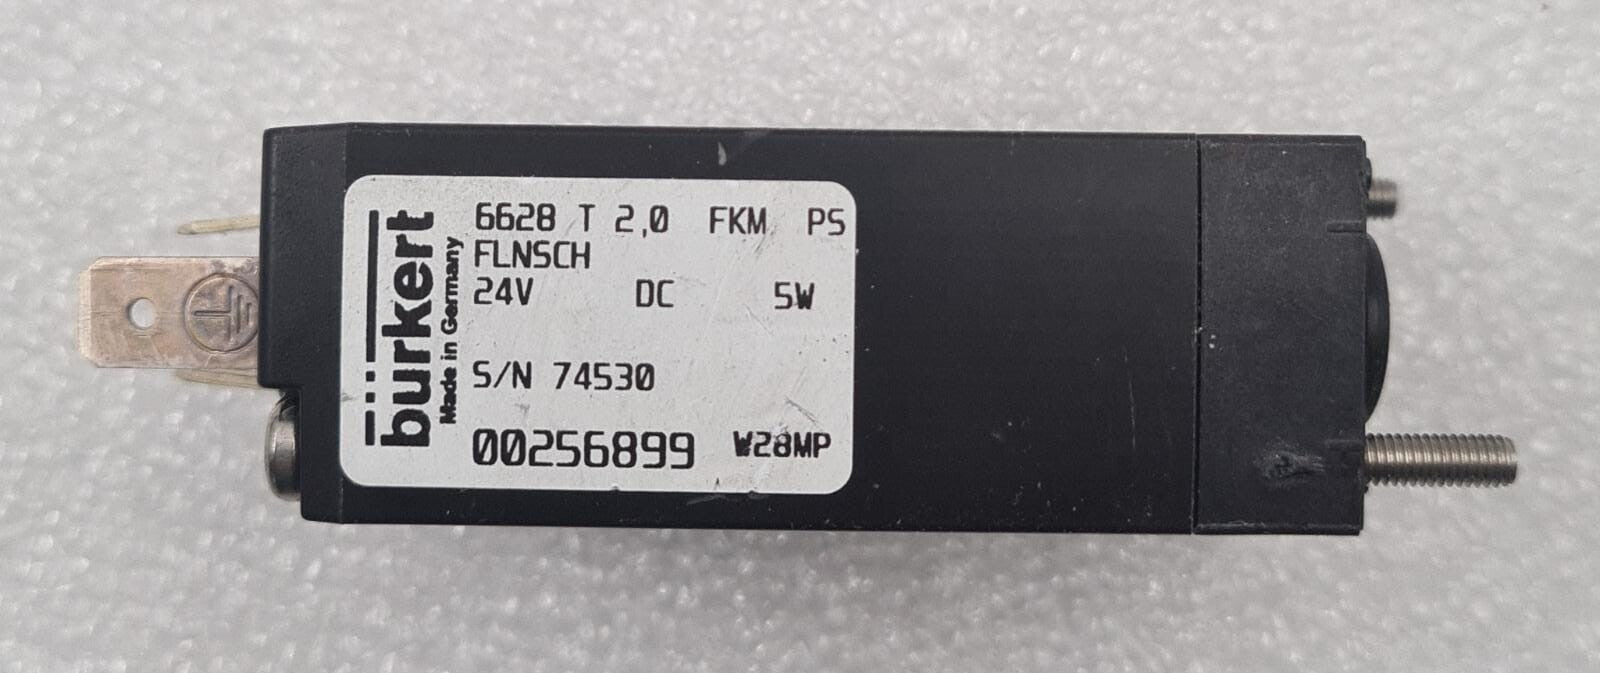 bürkert
Made in Germany
6628 T 2,0 FKM PS
FLNSCH
24V DC 5W
S/N 74530
00256899 W28MP